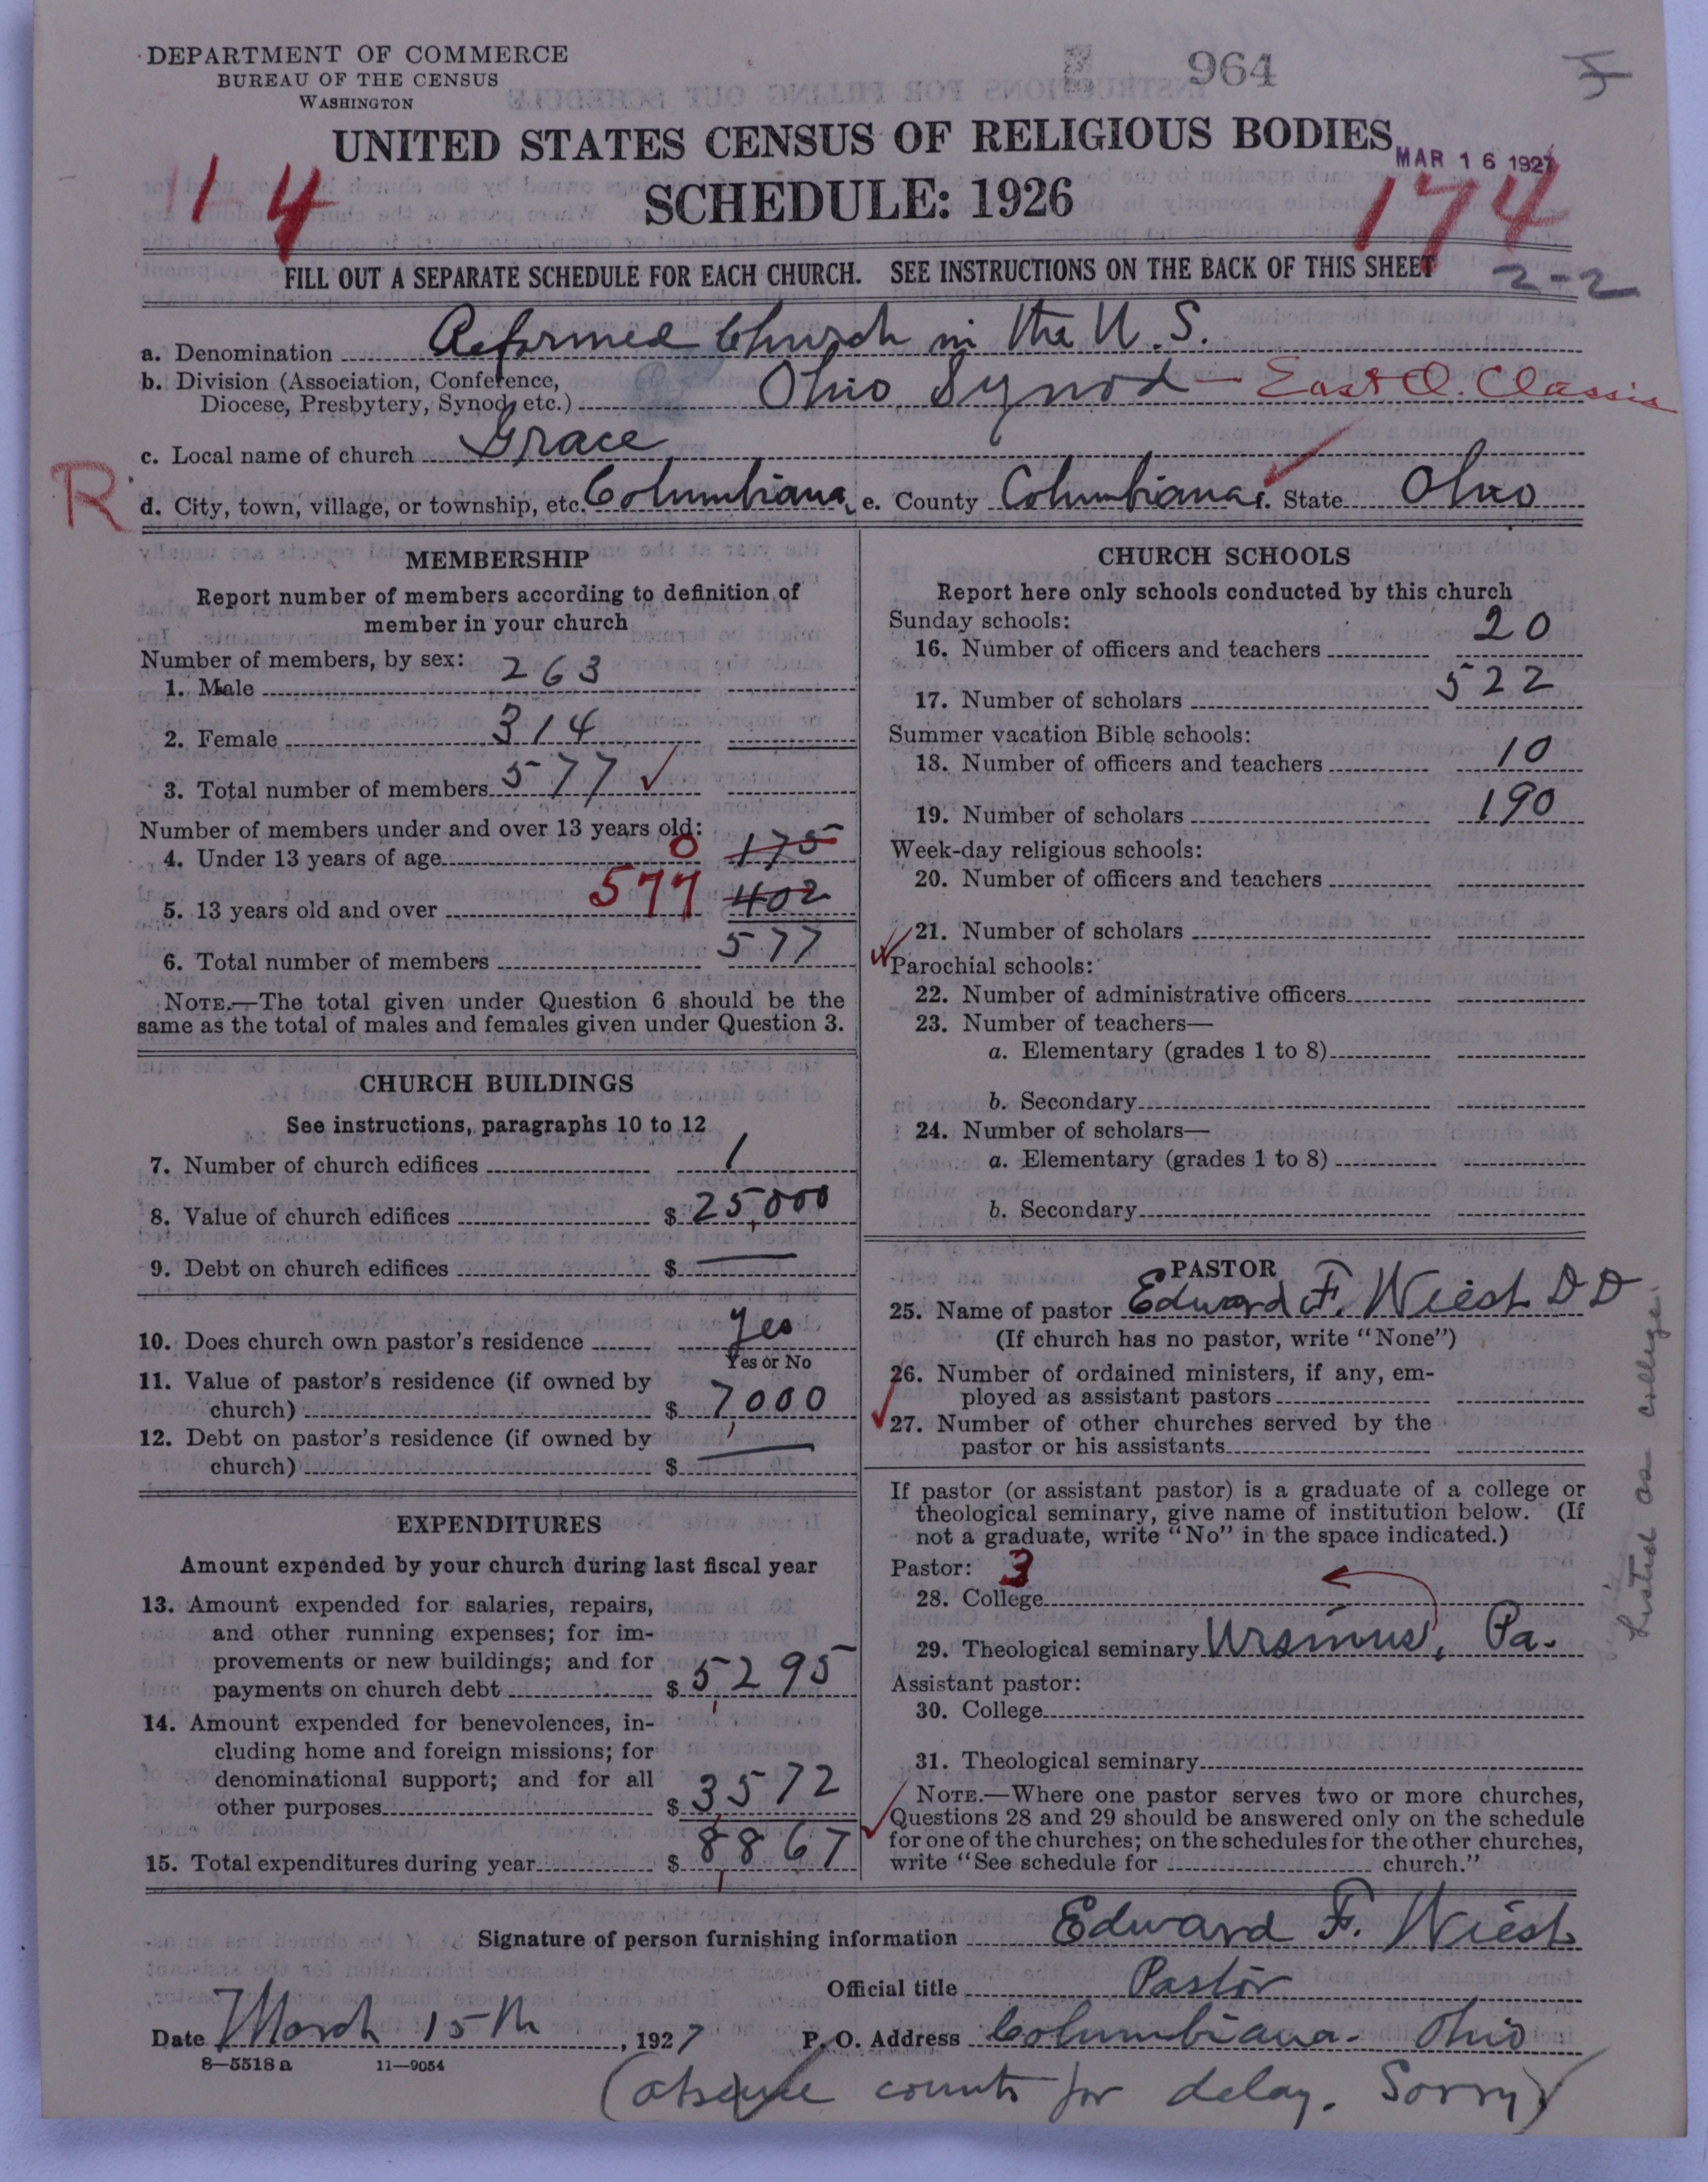 DEPARTMENT OF COMMERCE
BUREAU OF THE CENSUS
WASHINGTON
964
UNITED STATES CENSUS OF RELIGIOUS BODIES
MAR 16 1927
SCHEDULE: 1926
14
174
FILL OUT A SEPARATE SCHEDULE FOR EACH CHURCH. SEE INSTRUCTIONS ON THE BACK OF THIS SHEET
2-2
a. Denomination Reformed Church in the U.S.
b. Division (Association, Conference, Diocese, Presbytery, Synod, etc.) Ohio Synod - East O. Classis
c. Local name of church Grace
R
d. City, town, village, or township, etc. Columbiana, e. County Columbiana f. State Ohio
MEMBERSHIP
Report number of members according to definition of
member in your church
Number of members, by sex:
1. Male 263
2. Female 314
3. Total number of members 577
Number of members under and over 13 years old:
4. Under 13 years of age 0 175
5. 13 years old and over 577 402
6. Total number of members 577
NOTE.—The total given under Question 6 should be the
same as the total of males and females given under Question 3.
CHURCH BUILDINGS
See instructions, paragraphs 10 to 12
7. Number of church edifices 1
8. Value of church edifices $ 25,000
9. Debt on church edifices $ —
10. Does church own pastor's residence Yes
Yes or No
11. Value of pastor's residence (if owned by
church) $ 7,000
12. Debt on pastor's residence (if owned by
church) $ —
EXPENDITURES
Amount expended by your church during last fiscal year
13. Amount expended for salaries, repairs,
and other running expenses; for im-
provements or new buildings; and for
payments on church debt $ 5,295
14. Amount expended for benevolences, in-
cluding home and foreign missions; for
denominational support; and for all
other purposes $ 3,572
15. Total expenditures during year $ 8,867
CHURCH SCHOOLS
Report here only schools conducted by this church
Sunday schools:
16. Number of officers and teachers 20
17. Number of scholars 522
Summer vacation Bible schools:
18. Number of officers and teachers 10
19. Number of scholars 190
Week-day religious schools:
20. Number of officers and teachers
21. Number of scholars
Parochial schools:
22. Number of administrative officers
23. Number of teachers—
a. Elementary (grades 1 to 8)
b. Secondary
24. Number of scholars—
a. Elementary (grades 1 to 8)
b. Secondary
PASTOR
25. Name of pastor Edward F. Wiest D D
(If church has no pastor, write "None")
26. Number of ordained ministers, if any, em-
ployed as assistant pastors
27. Number of other churches served by the
pastor or his assistants
If pastor (or assistant pastor) is a graduate of a college or
theological seminary, give name of institution below. (If
not a graduate, write "No" in the space indicated.)
Pastor: 3
28. College
29. Theological seminary Ursinus, Pa.
Assistant pastor:
30. College
31. Theological seminary
NOTE.—Where one pastor serves two or more churches,
Questions 28 and 29 should be answered only on the schedule
for one of the churches; on the schedules for the other churches,
write "See schedule for church."
Listed as college.
Signature of person furnishing information Edward F. Wiest
Official title Pastor
Date March 15th, 1927 P. O. Address Columbiana. Ohio
8—5518 a 11—9054
(absence counts for delay. Sorry)